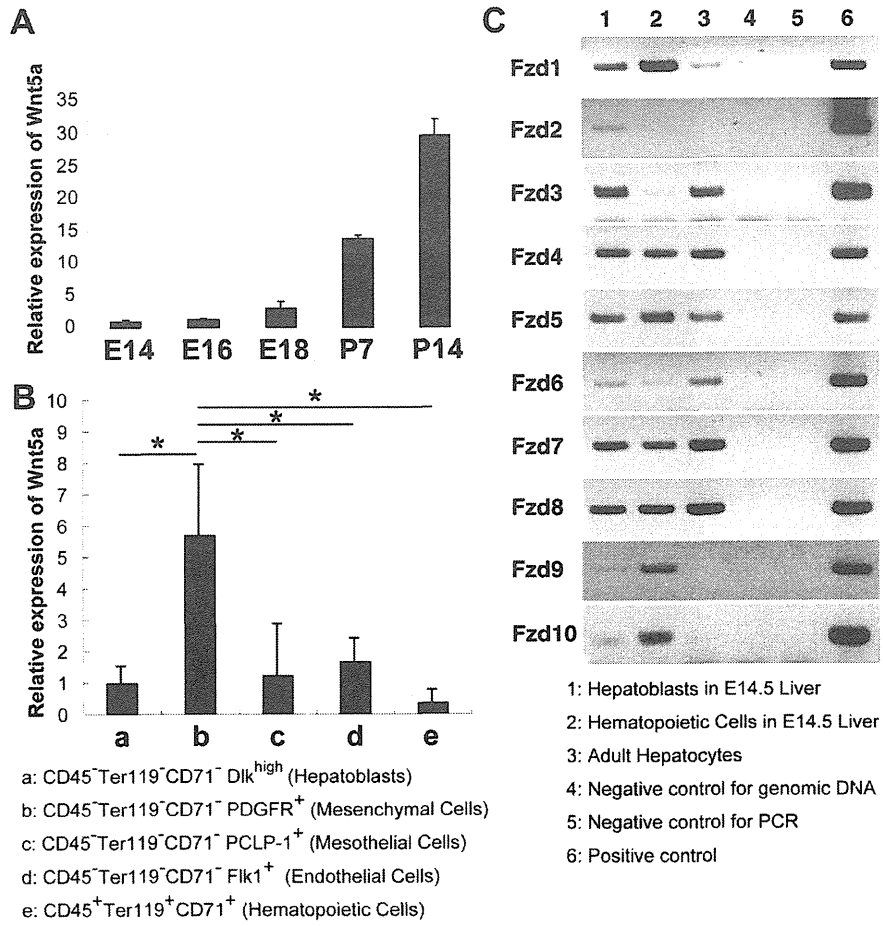 A
Relative expression of Wnt5a
35
30
25
20
15
10
5
0
E14 E16 E18 P7 P14
B
Relative expression of Wnt5a
10
9
8
7
6
5
4
3
2
1
0
* * * *
a b c d e
a: CD45⁻Ter119⁻CD71⁻ Dlk^high (Hepatoblasts)
b: CD45⁻Ter119⁻CD71⁻ PDGFR⁺ (Mesenchymal Cells)
c: CD45⁻Ter119⁻CD71⁻ PCLP-1⁺ (Mesothelial Cells)
d: CD45⁻Ter119⁻CD71⁻ Flk1⁺ (Endothelial Cells)
e: CD45⁺Ter119⁺CD71⁺ (Hematopoietic Cells)
C
1 2 3 4 5 6
Fzd1
Fzd2
Fzd3
Fzd4
Fzd5
Fzd6
Fzd7
Fzd8
Fzd9
Fzd10
1: Hepatoblasts in E14.5 Liver
2: Hematopoietic Cells in E14.5 Liver
3: Adult Hepatocytes
4: Negative control for genomic DNA
5: Negative control for PCR
6: Positive control